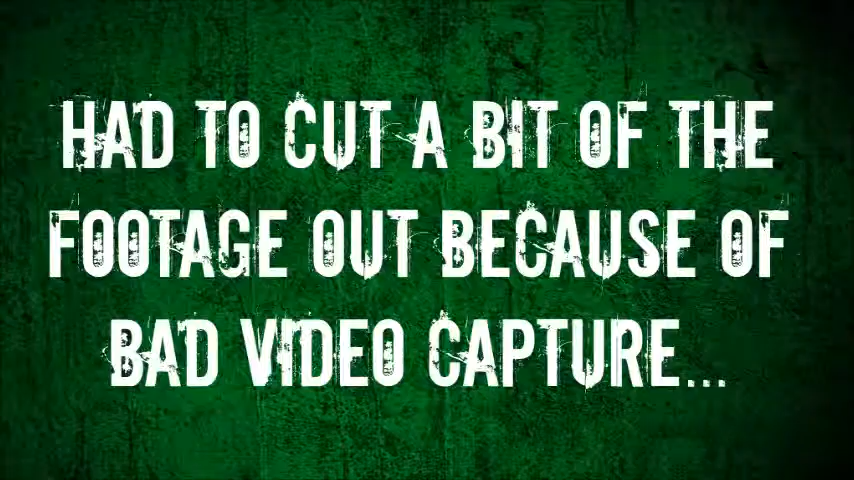 HAD TO CUT A BIT OF THE
FOOTAGE OUT BECAUSE OF
BAD VIDEO CAPTURE...